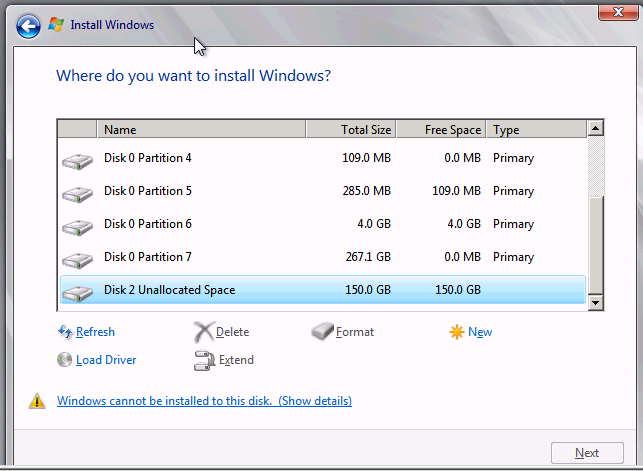 Install Windows
Where do you want to install Windows?
Name Total Size Free Space Type
Disk 0 Partition 4 109.0 MB 0.0 MB Primary
Disk 0 Partition 5 285.0 MB 109.0 MB Primary
Disk 0 Partition 6 4.0 GB 4.0 GB Primary
Disk 0 Partition 7 267.1 GB 0.0 MB Primary
Disk 2 Unallocated Space 150.0 GB 150.0 GB
Refresh Delete Format New
Load Driver Extend
Windows cannot be installed to this disk. (Show details)
Next